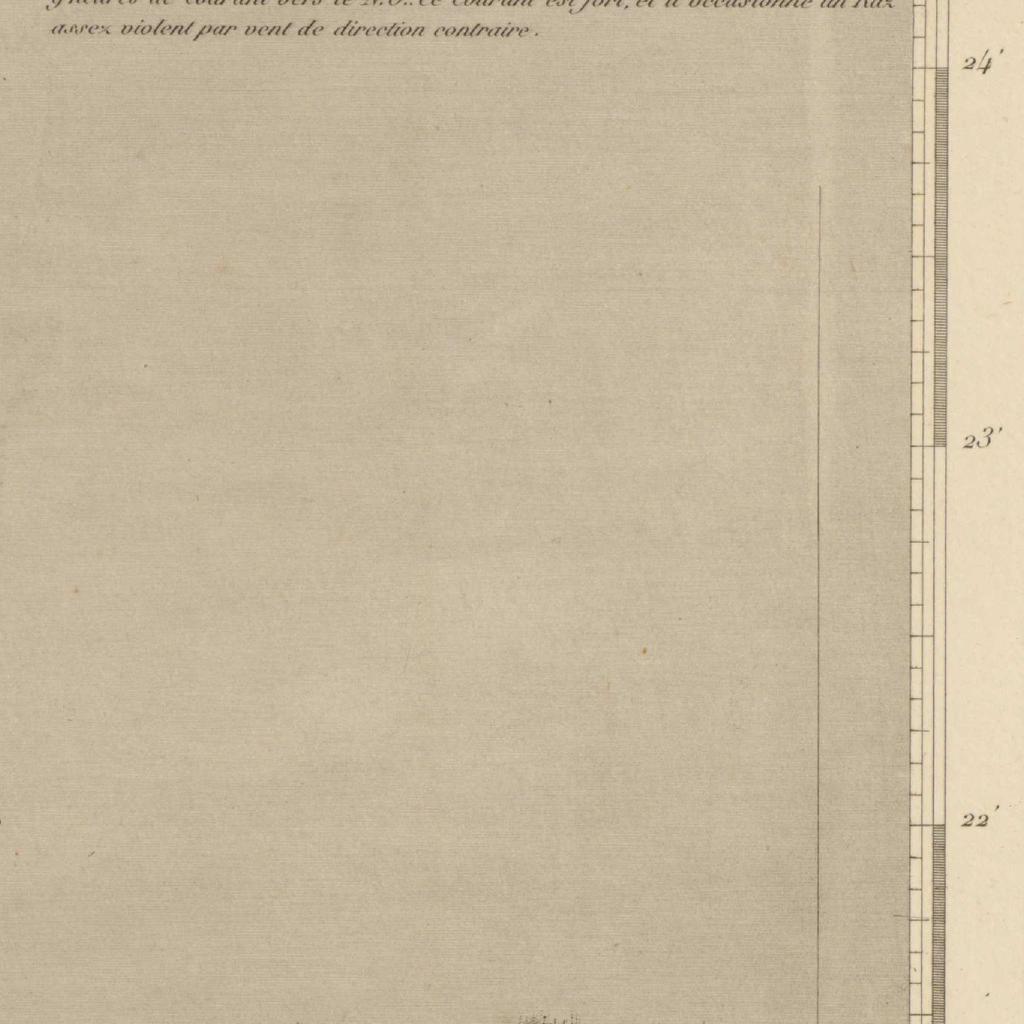 9 heures de courant vers le N.O.. Ce courant est fort, et il occasionne un Raz
assez violent par vent de direction contraire.
24'
23'
22'